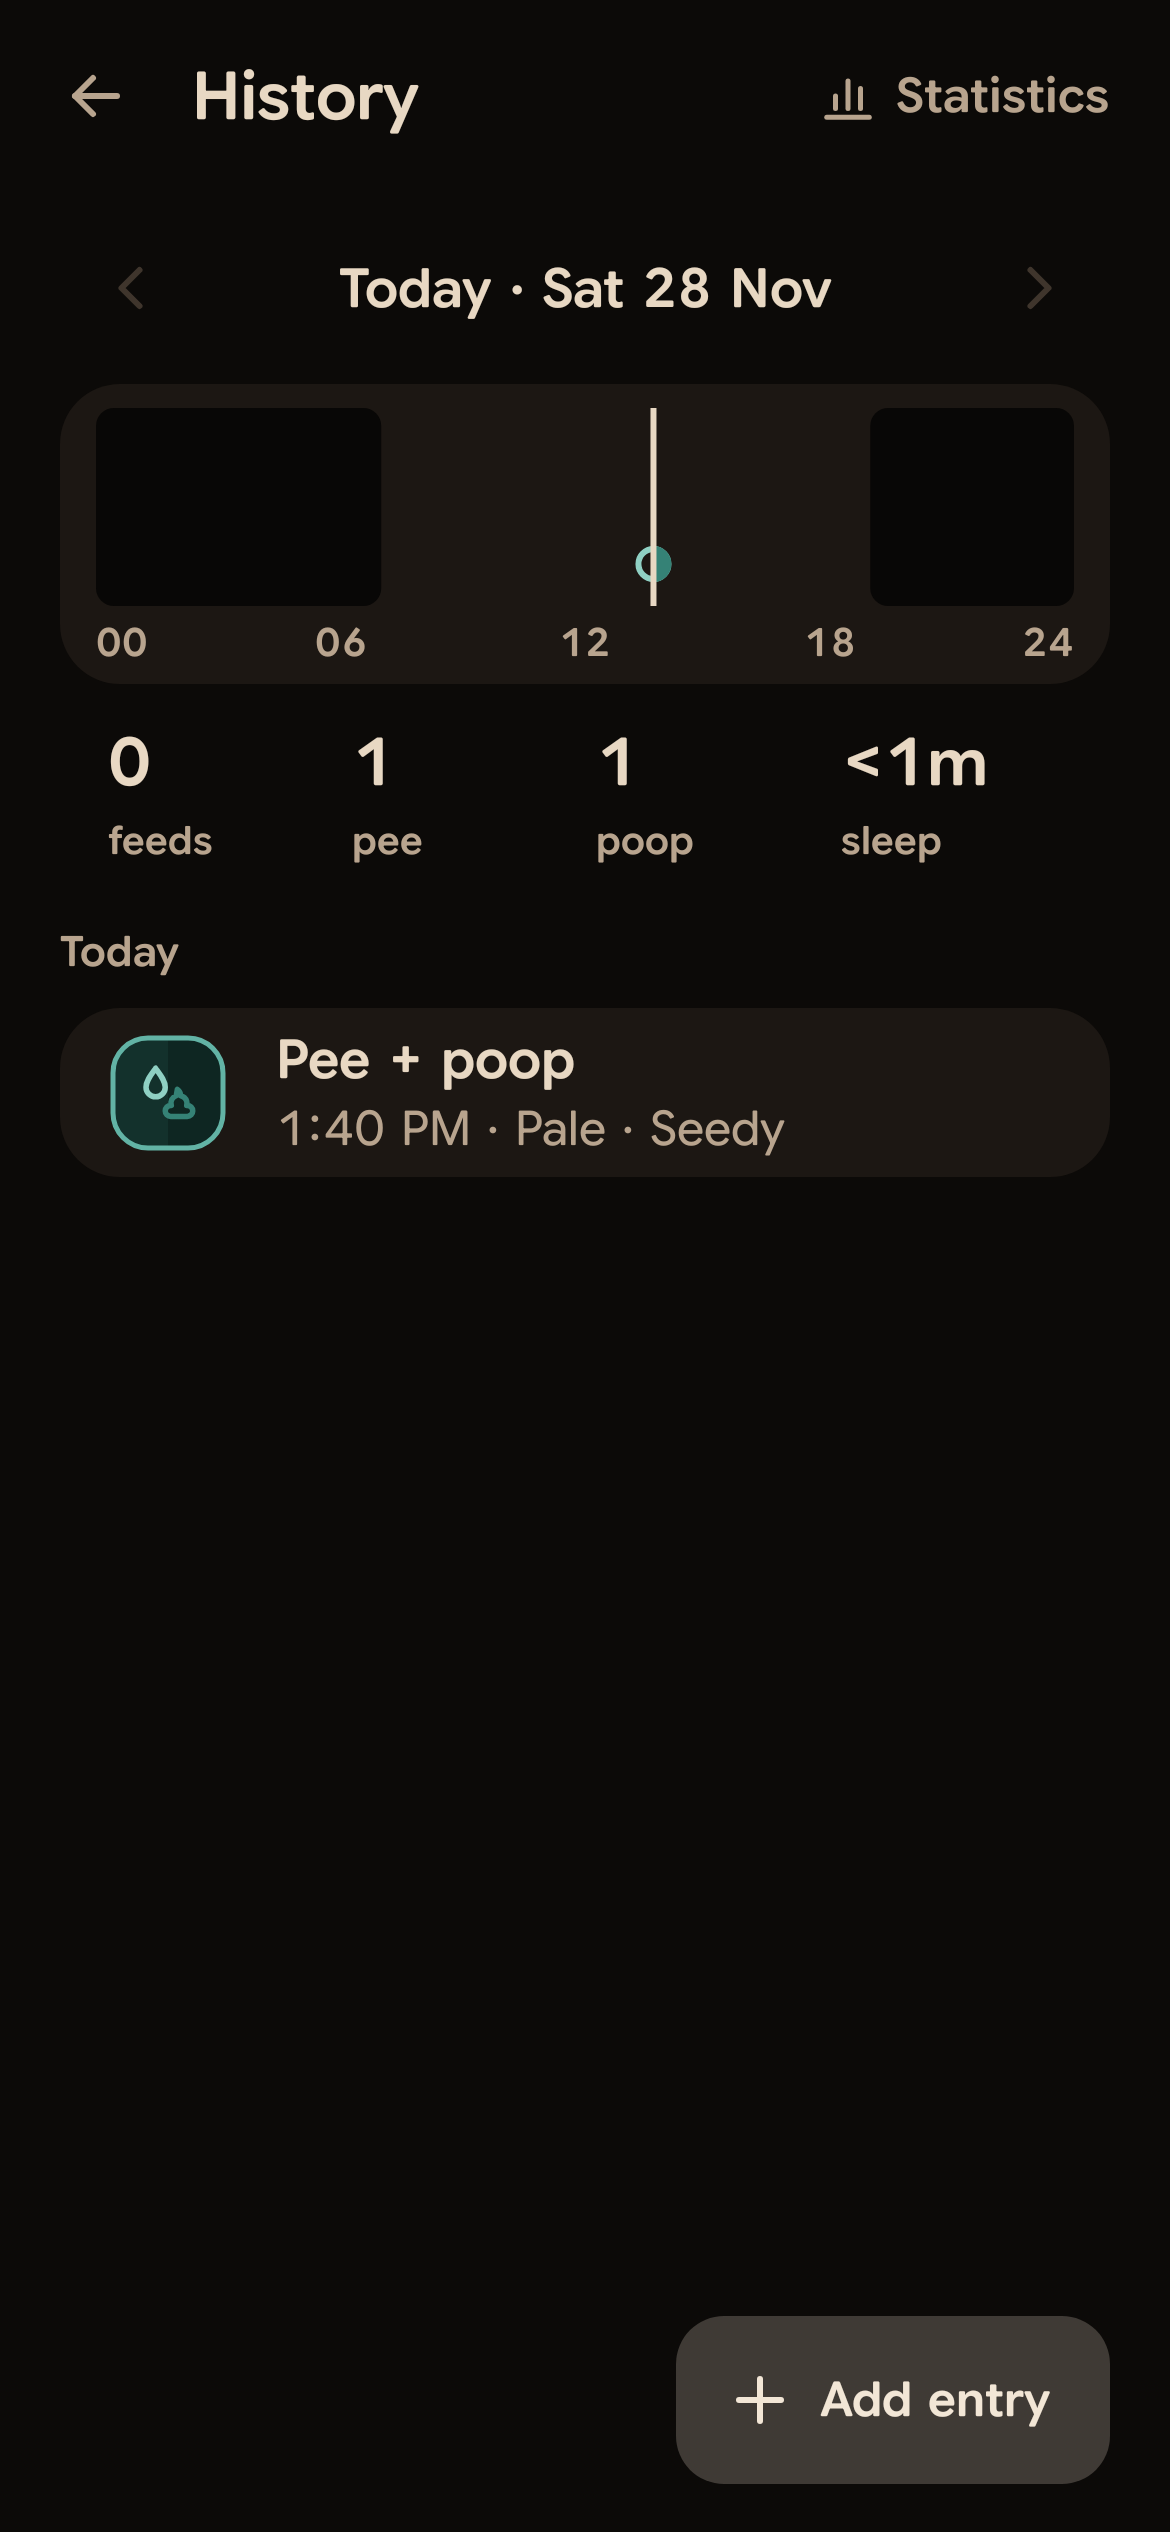 History
Statistics
Today · Sat 28 Nov
00 06 12 18 24
0 1 1 <1m
feeds pee poop sleep
Today
Pee + poop
1:40 PM · Pale · Seedy
Add entry